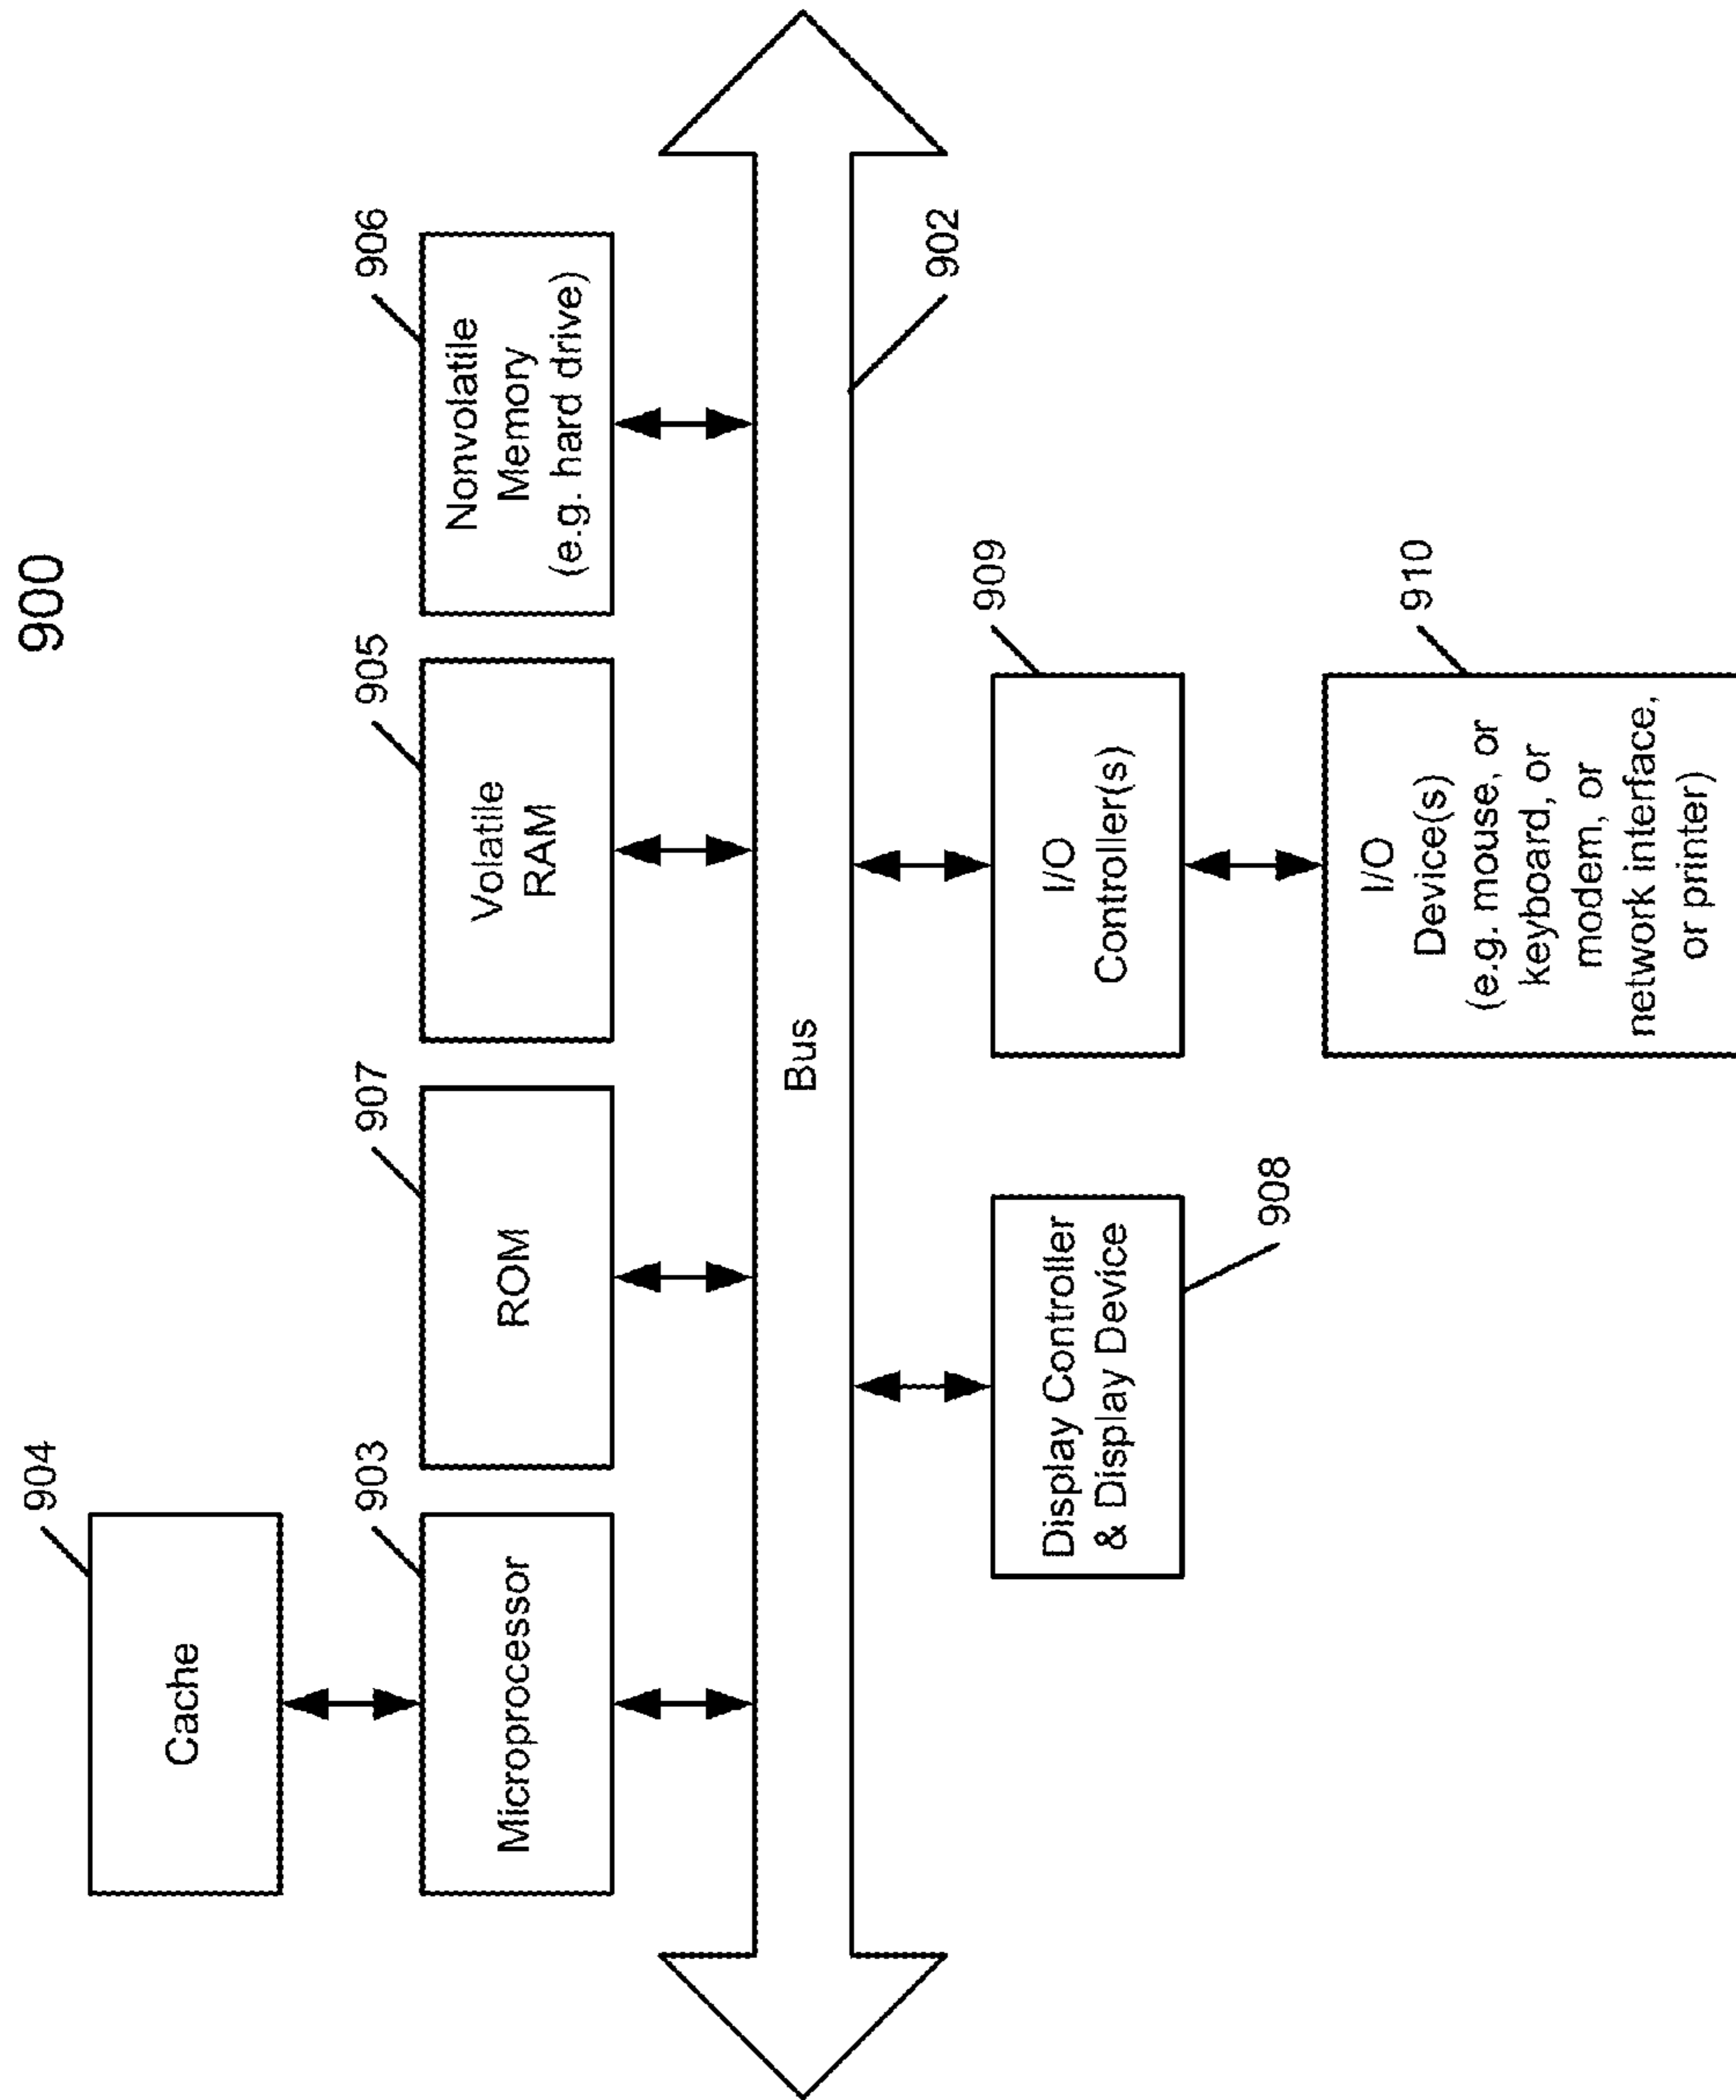 900
904
Cache
903
907
905
906
Microprocessor
ROM
Volatile
RAM
Nonvolatile
Memory
(e.g. hard drive)
Bus
902
909
Display Controller
& Display Device
I/O
Controller(s)
908
910
I/O
Device(s)
(e.g. mouse, or
keyboard, or
modem, or
network interface,
or printer)